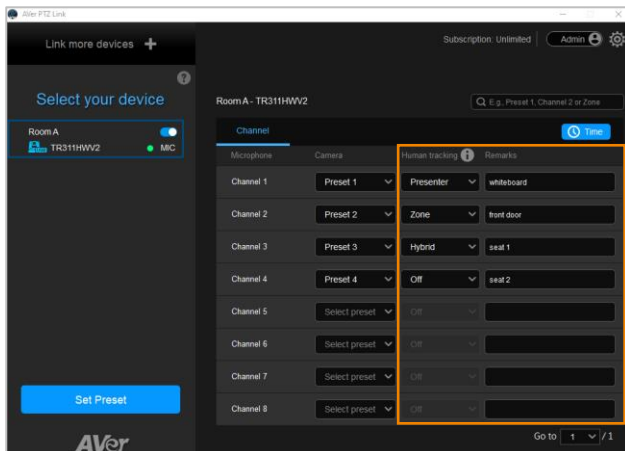 AVer PTZ Link
Link more devices +
Subscription: Unlimited Admin
?
Select your device
Room A
TR311HWV2 MIC
Room A - TR311HWV2
E.g., Preset 1, Channel 2 or Zone
Channel Time
Microphone Camera Human tracking i Remarks
Channel 1 Preset 1 Presenter whiteboard
Channel 2 Preset 2 Zone front door
Channel 3 Preset 3 Hybrid seat 1
Channel 4 Preset 4 Off seat 2
Channel 5 Select preset Off
Channel 6 Select preset Off
Channel 7 Select preset Off
Channel 8 Select preset Off
Set Preset
Go to 1 / 1
AVer